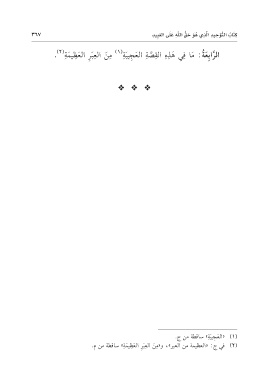 كتاب التوحيد الذي هو حق الله على العبيد ٣٦٧
الرَّابِعَةُ: مَا فِي هَذِهِ القِصَّةِ العَجِيبَةِ(١) مِنَ العِبَرِ العَظِيمَةِ(٢).
(١) «العجيبة» ساقطة من ج.
(٢) في ج: «العظيمة من العبر»، و«من العبر العظيمة» ساقطة من م.